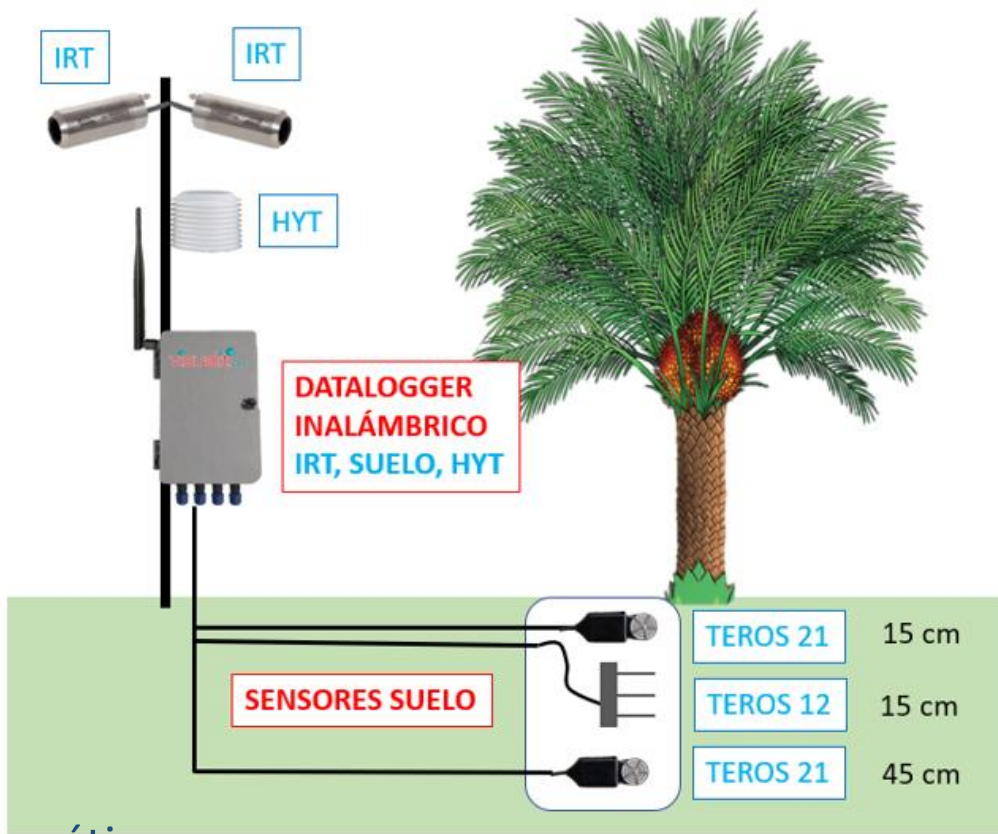 IRT
IRT
HYT
DATALOGGER
INALÁMBRICO
IRT, SUELO, HYT
TEROS 21 15 cm
SENSORES SUELO
TEROS 12 15 cm
TEROS 21 45 cm